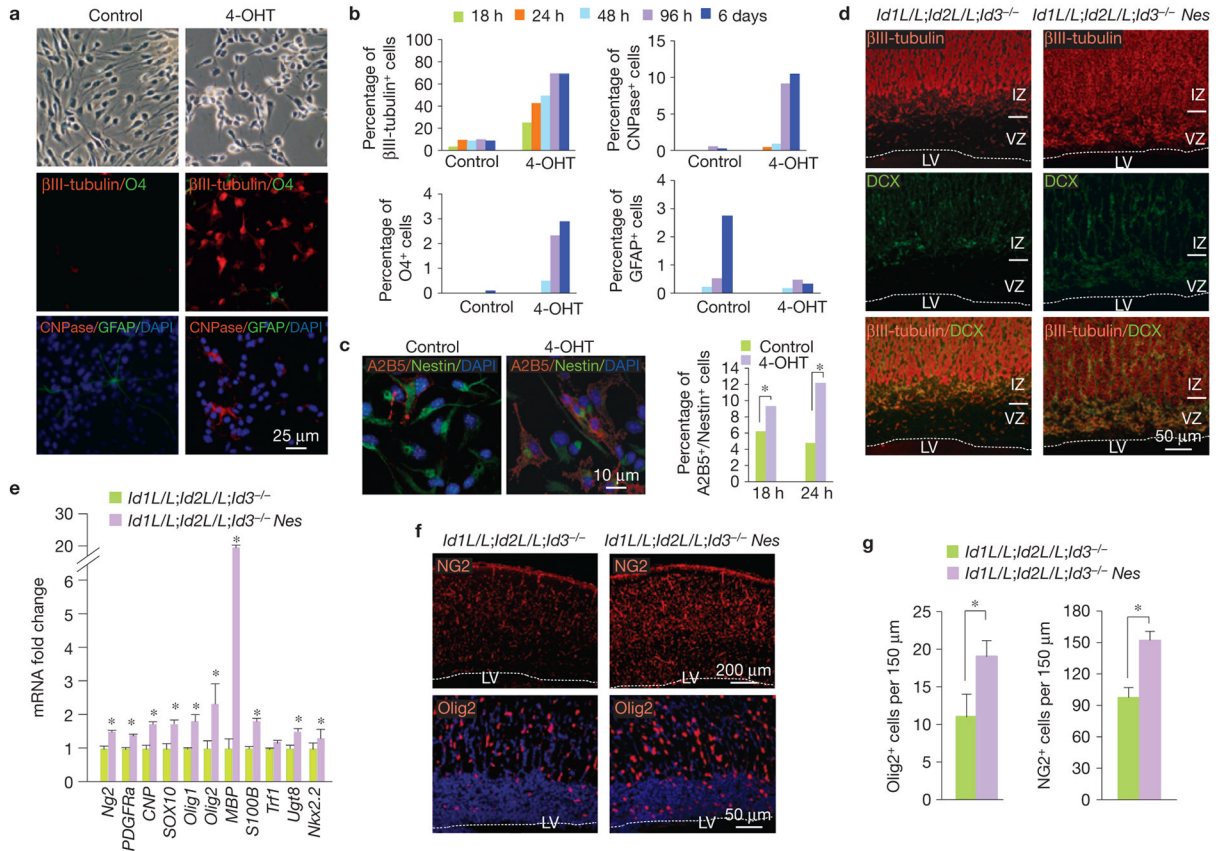 a
Control
4-OHT
βIII-tubulin/O4
βIII-tubulin/O4
CNPase/GFAP/DAPI
CNPase/GFAP/DAPI
25 μm
b
18 h
24 h
48 h
96 h
6 days
Percentage of
βIII-tubulin⁺ cells
100
80
60
40
20
0
Control
4-OHT
Percentage of
CNPase⁺ cells
15
10
5
0
Control
4-OHT
Percentage of
O4⁺ cells
4
3
2
1
0
Control
4-OHT
Percentage of
GFAP⁺ cells
4
3
2
1
0
Control
4-OHT
c
Control
4-OHT
A2B5/Nestin/DAPI
A2B5/Nestin/DAPI
10 μm
Control
4-OHT
Percentage of
A2B5⁺/Nestin⁺ cells
14
12
10
8
6
4
2
0
*
*
18 h
24 h
d
Id1L/L;Id2L/L;Id3⁻/⁻
Id1L/L;Id2L/L;Id3⁻/⁻ Nes
βIII-tubulin
IZ
VZ
LV
βIII-tubulin
IZ
VZ
LV
DCX
IZ
VZ
LV
DCX
IZ
VZ
LV
βIII-tubulin/DCX
IZ
VZ
LV
βIII-tubulin/DCX
IZ
VZ
LV
50 μm
e
Id1L/L;Id2L/L;Id3⁻/⁻
Id1L/L;Id2L/L;Id3⁻/⁻ Nes
mRNA fold change
30
20
6
4
2
1
0
* * * * * * * * * *
Ng2
PDGFRa
CNP
SOX10
Olig1
Olig2
MBP
S100B
Trf1
Ugt8
Nkx2.2
f
Id1L/L;Id2L/L;Id3⁻/⁻
Id1L/L;Id2L/L;Id3⁻/⁻ Nes
NG2
LV
NG2
LV
200 μm
Olig2
LV
Olig2
LV
50 μm
g
Id1L/L;Id2L/L;Id3⁻/⁻
Id1L/L;Id2L/L;Id3⁻/⁻ Nes
Olig2⁺ cells per 150 μm
25
20
15
10
5
0
*
NG2⁺ cells per 150 μm
180
150
120
90
60
30
0
*